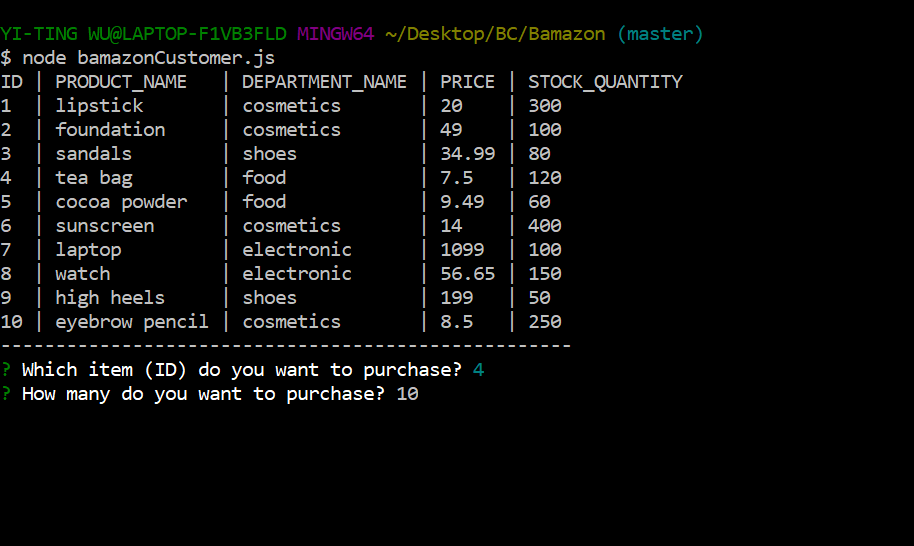 YI-TING WU@LAPTOP-F1VB3FLD MINGW64 ~/Desktop/BC/Bamazon (master)
$ node bamazonCustomer.js
ID | PRODUCT_NAME   | DEPARTMENT_NAME | PRICE | STOCK_QUANTITY
1  | lipstick       | cosmetics       | 20    | 300
2  | foundation     | cosmetics       | 49    | 100
3  | sandals        | shoes           | 34.99 | 80
4  | tea bag        | food            | 7.5   | 120
5  | cocoa powder   | food            | 9.49  | 60
6  | sunscreen      | cosmetics       | 14    | 400
7  | laptop         | electronic      | 1099  | 100
8  | watch          | electronic      | 56.65 | 150
9  | high heels     | shoes           | 199   | 50
10 | eyebrow pencil | cosmetics       | 8.5   | 250
----------------------------------------------------
? Which item (ID) do you want to purchase? 4
? How many do you want to purchase? 10